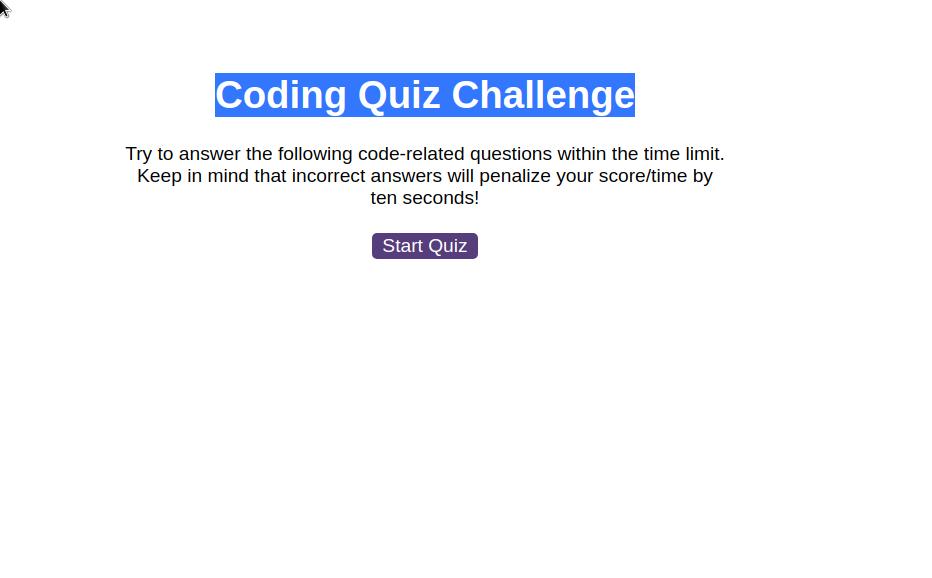 Coding Quiz Challenge
Try to answer the following code-related questions within the time limit.
Keep in mind that incorrect answers will penalize your score/time by
ten seconds!
Start Quiz